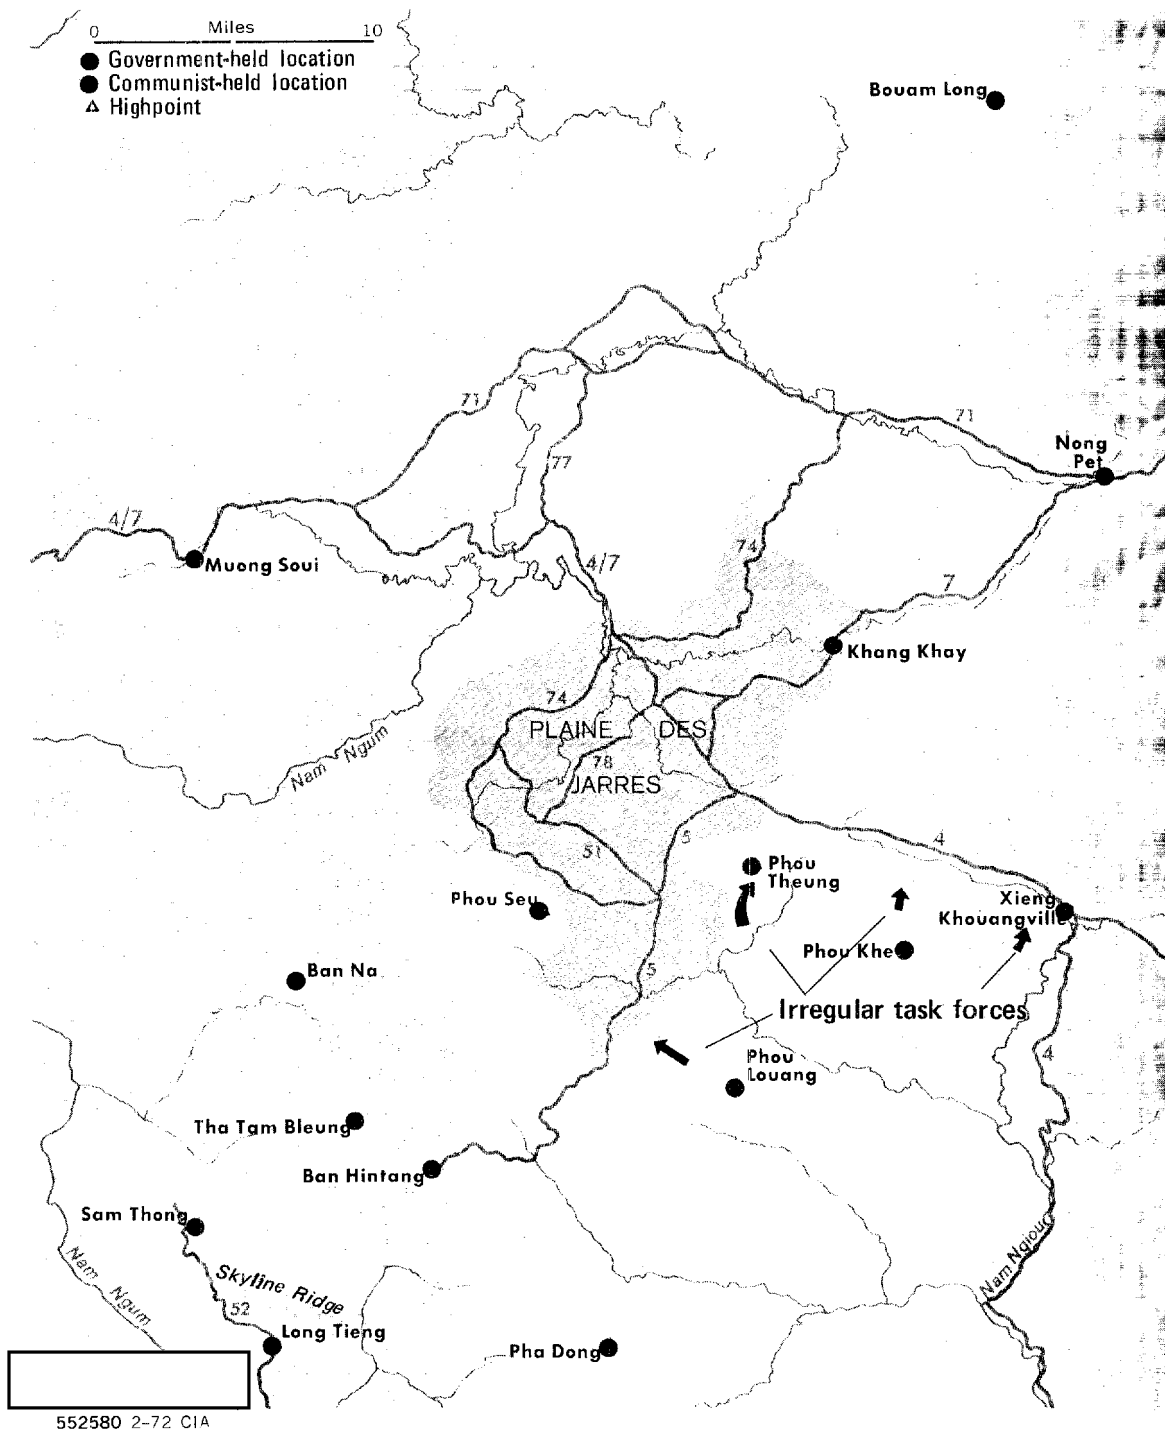 0 Miles 10
Government-held location
Communist-held location
Highpoint
Bouam Long
71
71
Nong
Pet
77
4/7
Muong Soui
4/7
74
7
Khang Khay
74
PLAINE DES
Nam Ngum
78
JARRES
5
4
51
Phou
Theung
Phou Seu
Xieng
Khouangville
Phou Khe
Ban Na
5
Irregular task forces
4
Phou
Louang
Tha Tam Bleung
Ban Hintang
Sam Thong
Nam Ngum
Skyline Ridge
Nam Ngiou
52
Long Tieng
Pha Dong
552580 2-72 CIA